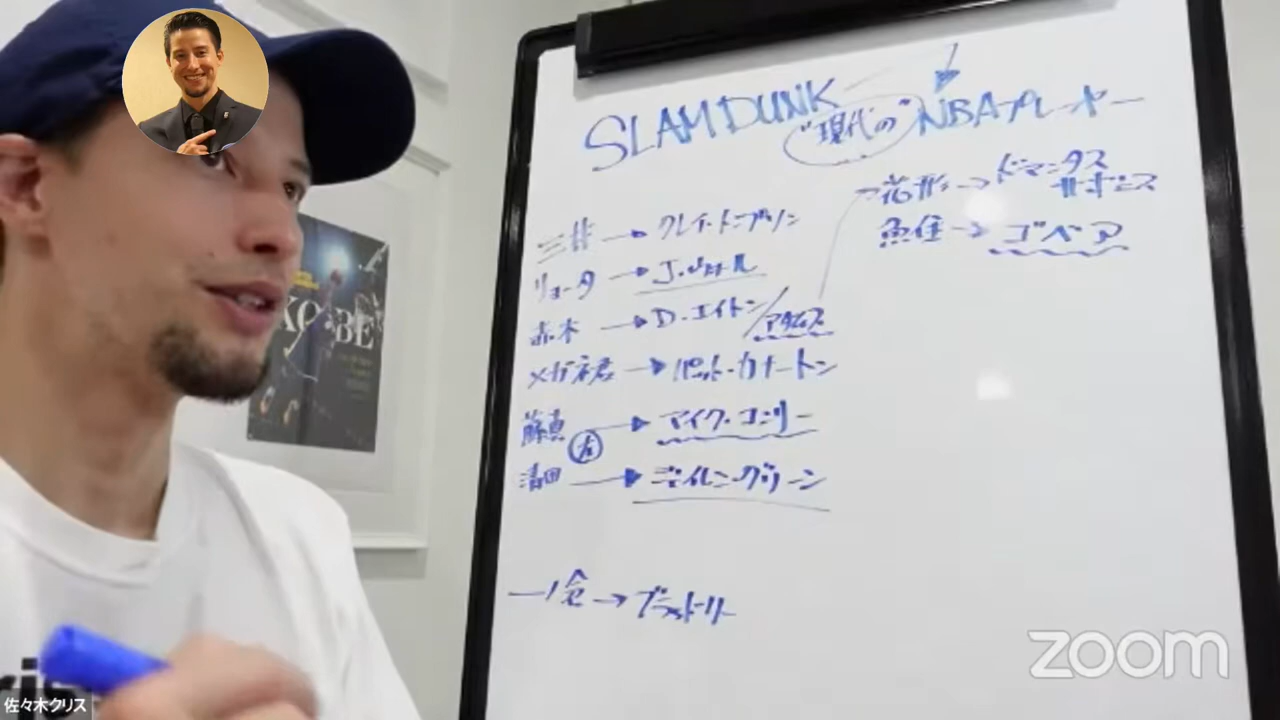 SLAM DUNK "現代の" NBAプレーヤー
三井 → クレイ・トンプソン
リョータ → J.ウォール
赤木 → D・エイトン/アダムス
メガネ君 → パット・カナートン
藤真 → マイク・コンリー
左
清田 → ジェイレングリーン
一ノ倉 → ブラッドリー
花形 → ドマンタスサボニス
魚住 → ゴベア
KOBE
佐々木クリス
zoom